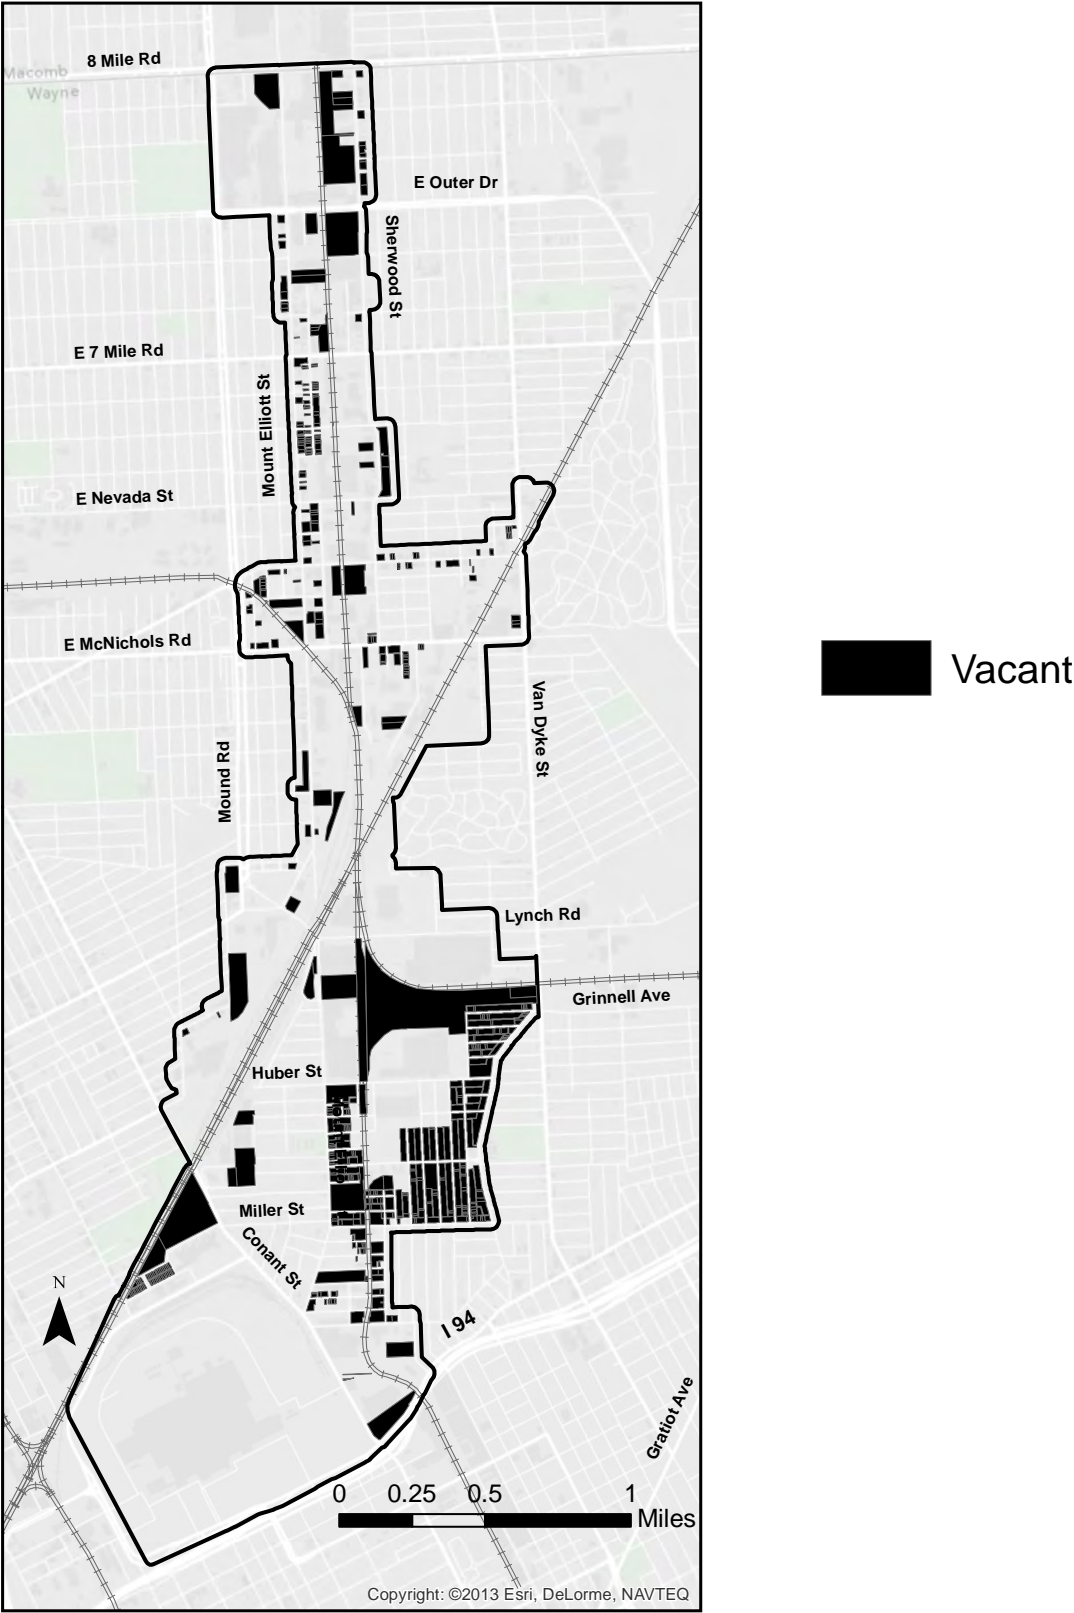 8 Mile Rd
Macomb
Wayne
E Outer Dr
Sherwood St
E 7 Mile Rd
Mount Elliott St
E Nevada St
E McNichols Rd
Vacant
Van Dyke St
Mound Rd
Lynch Rd
Grinnell Ave
Huber St
Miller St
Conant St
N
I 94
Gratiot Ave
0 0.25 0.5 1
Miles
Copyright: ©2013 Esri, DeLorme, NAVTEQ